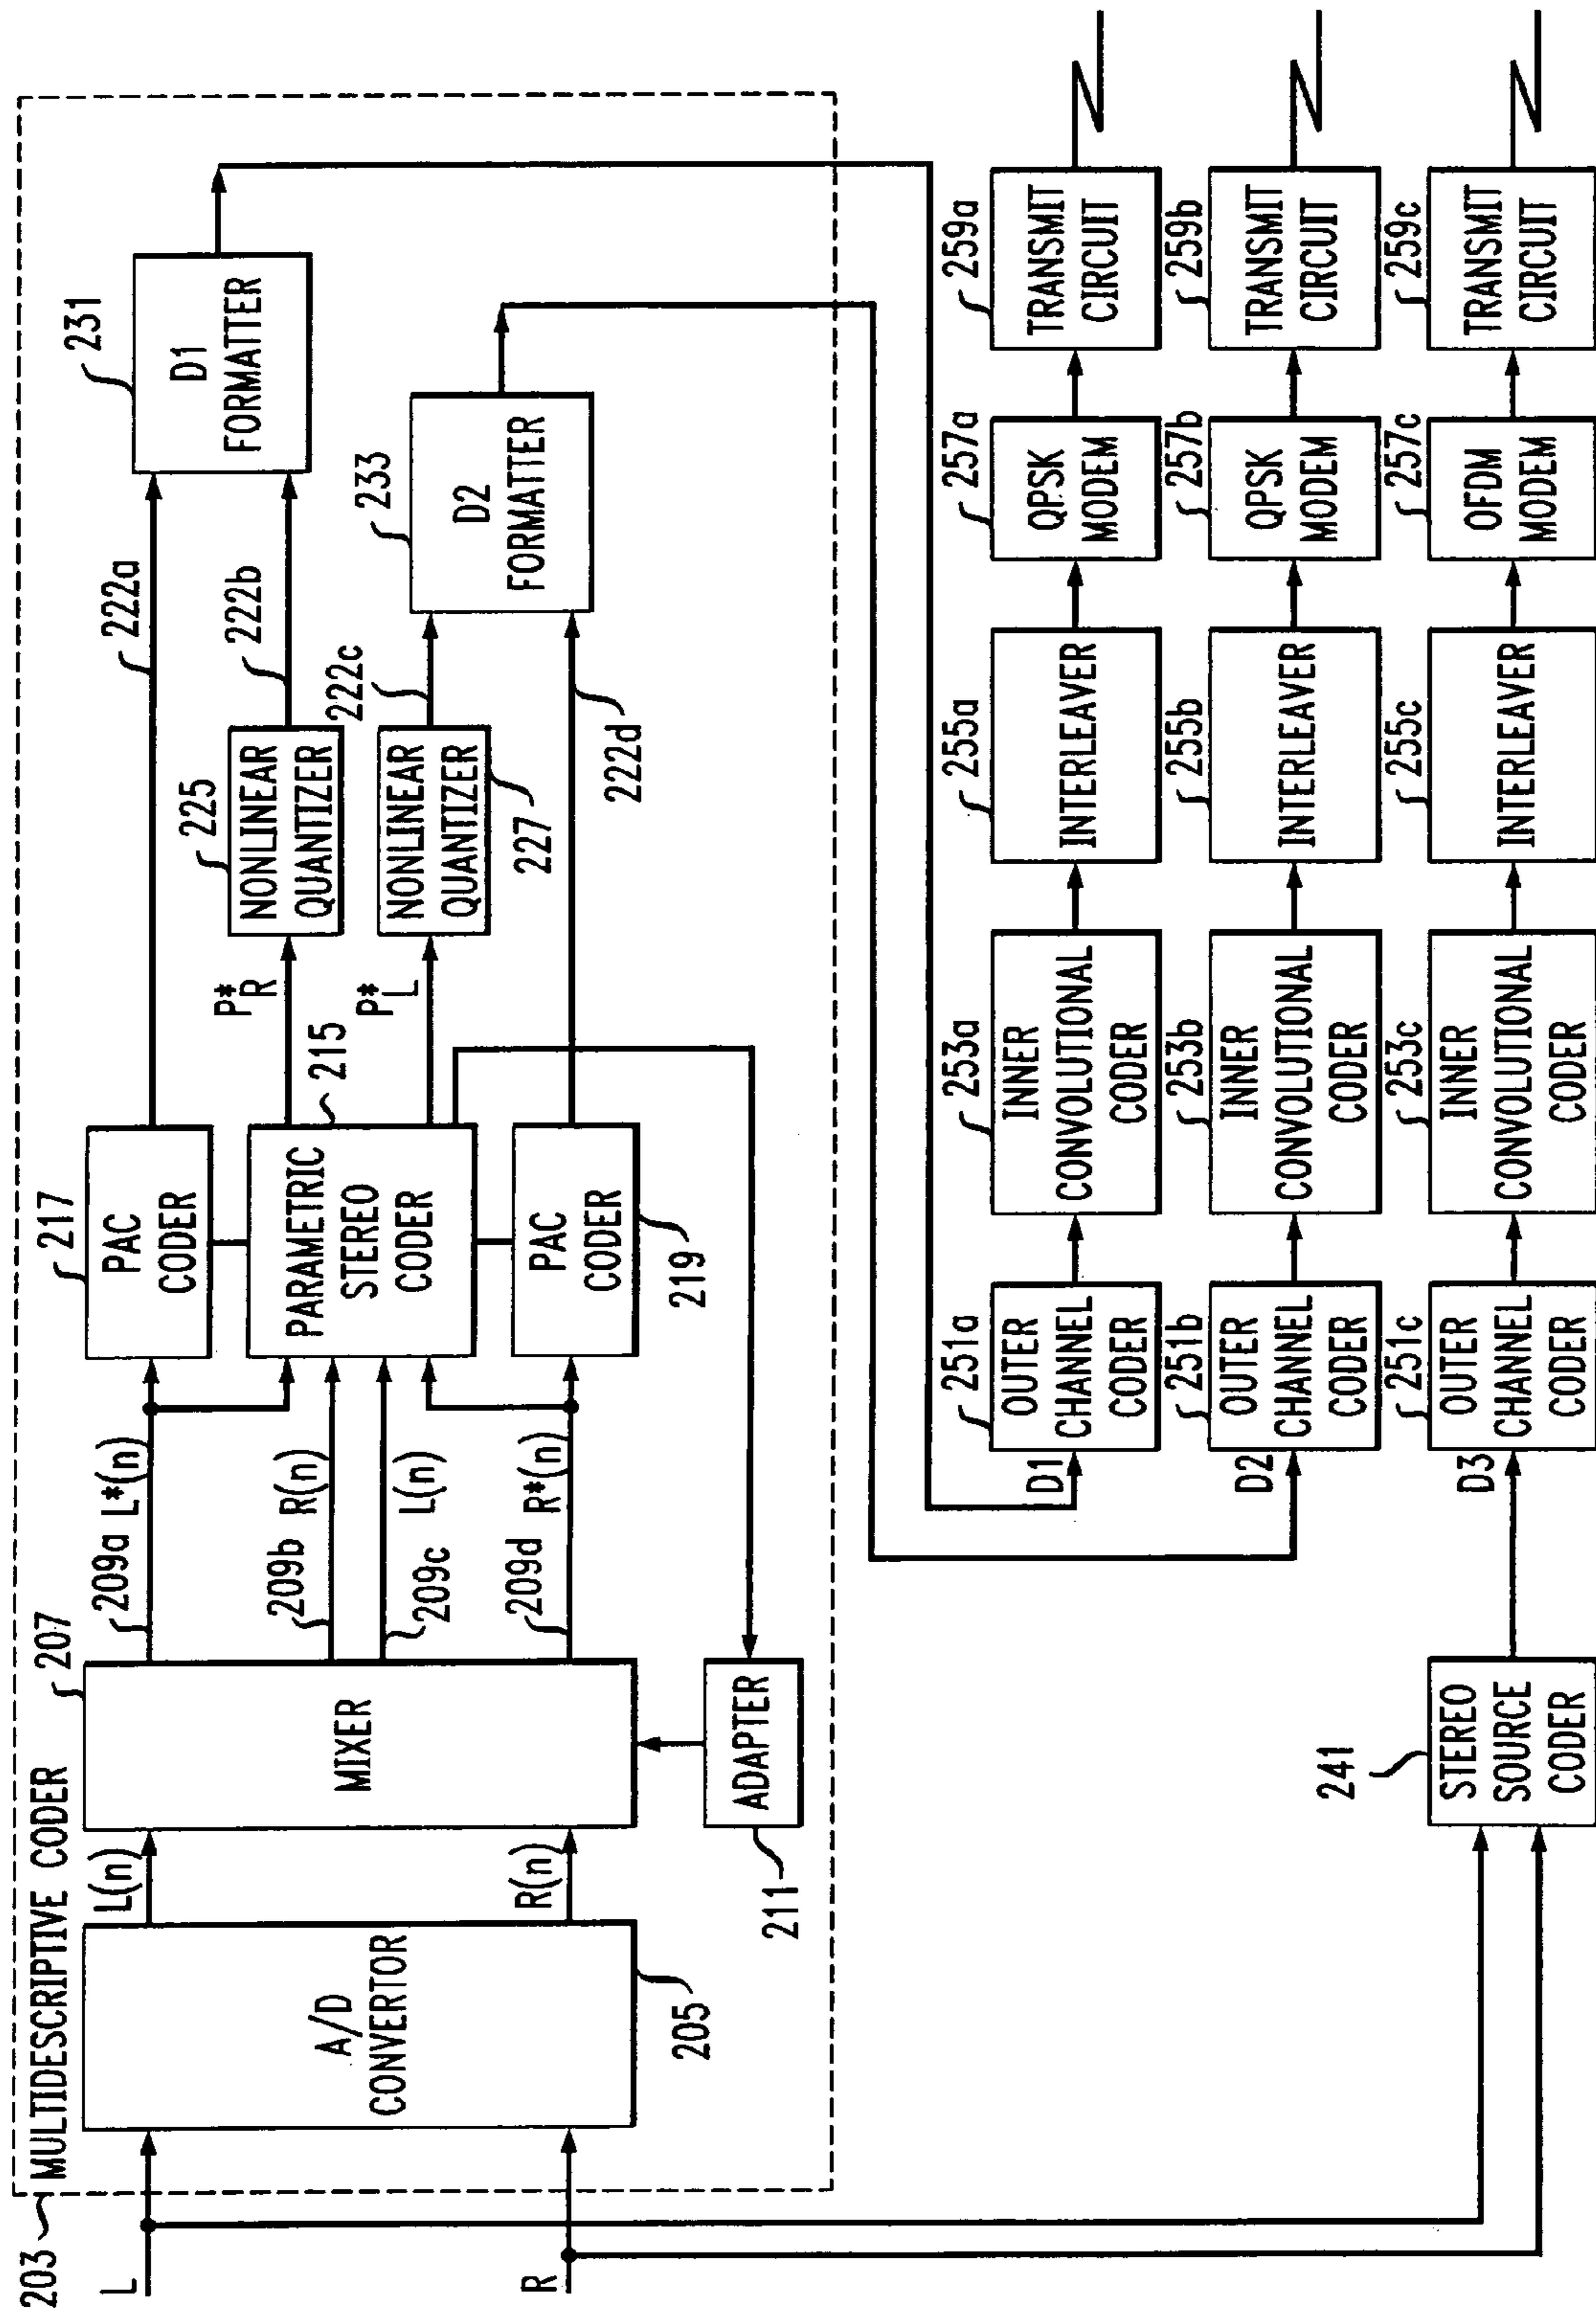 203
MULTIDESCRIPTIVE CODER
L
R
A/D
CONVERTOR
205
L(n)
R(n)
207
MIXER
ADAPTER
211
209a
L*(n)
209b
R(n)
209c
L(n)
209d
R*(n)
217
PAC
CODER
215
PARAMETRIC
STEREO
CODER
PAC
CODER
219
P*
R
P*
L
225
NONLINEAR
QUANTIZER
NONLINEAR
QUANTIZER
227
222a
222b
222c
222d
231
D1
FORMATTER
233
D2
FORMATTER
D1
251a
OUTER
CHANNEL
CODER
253a
INNER
CONVOLUTIONAL
CODER
255a
INTERLEAVER
257a
QPSK
MODEM
259a
TRANSMIT
CIRCUIT
D2
251b
OUTER
CHANNEL
CODER
253b
INNER
CONVOLUTIONAL
CODER
255b
INTERLEAVER
257b
QPSK
MODEM
259b
TRANSMIT
CIRCUIT
241
STEREO
SOURCE
CODER
D3
251c
OUTER
CHANNEL
CODER
253c
INNER
CONVOLUTIONAL
CODER
255c
INTERLEAVER
257c
OFDM
MODEM
259c
TRANSMIT
CIRCUIT